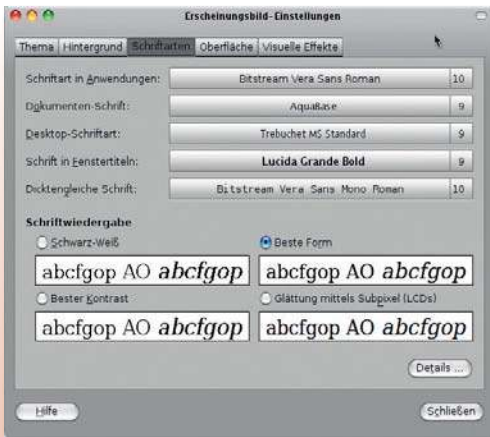 Erscheinungsbild-Einstellungen
Thema Hintergrund Schriftarten Oberfläche Visuelle Effekte
Schriftart in Anwendungen: Bitstream Vera Sans Roman 10
Dokumenten-Schrift: AquaBase 9
Desktop-Schriftart: Trebuchet MS Standard 9
Schrift in Fenstertiteln: Lucida Grande Bold 9
Dicktengleiche Schrift: Bitstream Vera Sans Mono Roman 10
Schriftwiedergabe
Schwarz-Weiß Beste Form
abcfgop AO abcfgop abcfgop AO abcfgop
Bester Kontrast Glättung mittels Subpixel (LCDs)
abcfgop AO abcfgop abcfgop AO abcfgop
Details ...
Hilfe Schließen